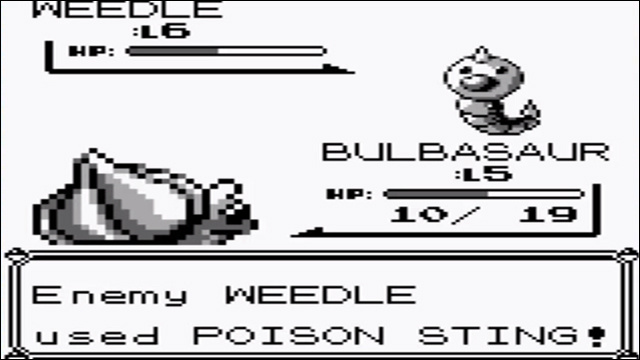 WEEDLE
:L6
HP:
BULBASAUR
:L5
HP:
10/ 19
Enemy WEEDLE
used POISON STING!